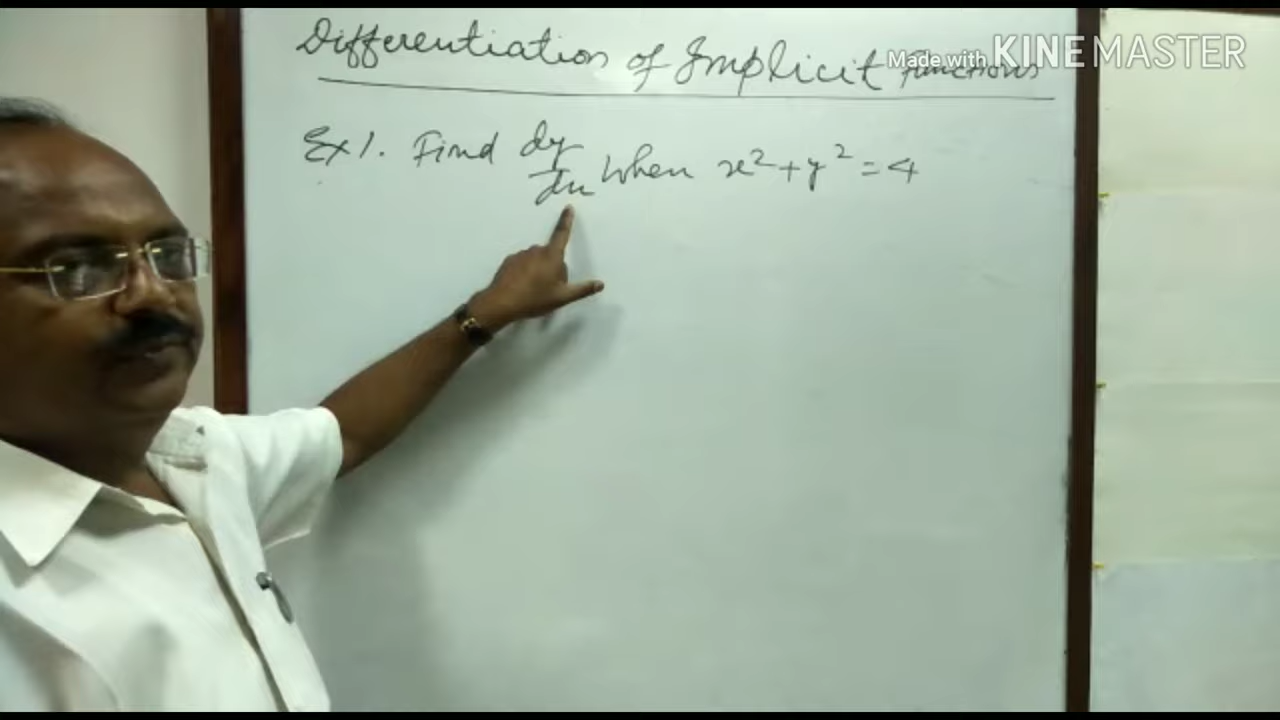 Differentiation of Implicit Functions
Made with KINEMASTER
Ex 1. Find dy/dx When x² + y² = 4